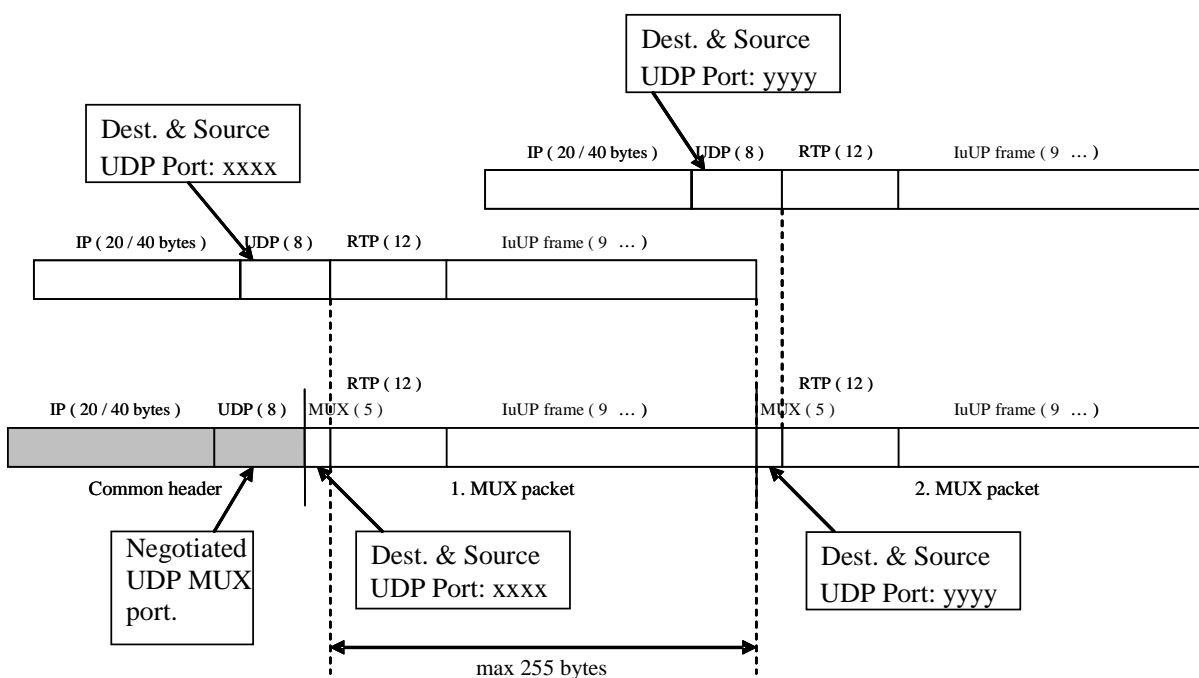 Dest. & Source
UDP Port: yyyy
Dest. & Source
UDP Port: xxxx
IP ( 20 / 40 bytes ) UDP ( 8 ) RTP ( 12 ) IuUP frame ( 9 ... )
IP ( 20 / 40 bytes ) UDP ( 8 ) RTP ( 12 ) IuUP frame ( 9 ... )
RTP ( 12 ) RTP ( 12 )
IP ( 20 / 40 bytes ) UDP ( 8 ) MUX ( 5 ) IuUP frame ( 9 ... ) MUX ( 5 ) IuUP frame ( 9 ... )
Common header 1. MUX packet 2. MUX packet
Negotiated
UDP MUX
port.
Dest. & Source
UDP Port: xxxx
Dest. & Source
UDP Port: yyyy
max 255 bytes